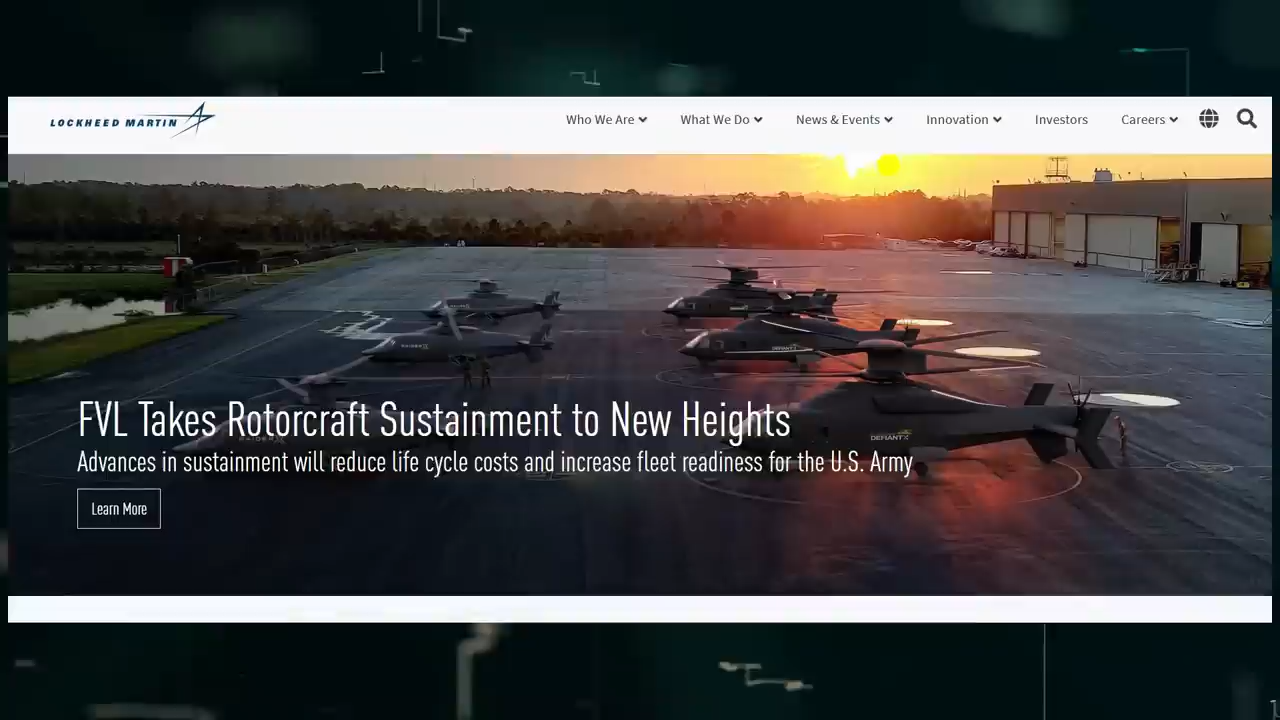 LOCKHEED MARTIN
Who We Are
What We Do
News & Events
Innovation
Investors
Careers
FVL Takes Rotorcraft Sustainment to New Heights
Advances in sustainment will reduce life cycle costs and increase fleet readiness for the U.S. Army
Learn More
DEFIANT X